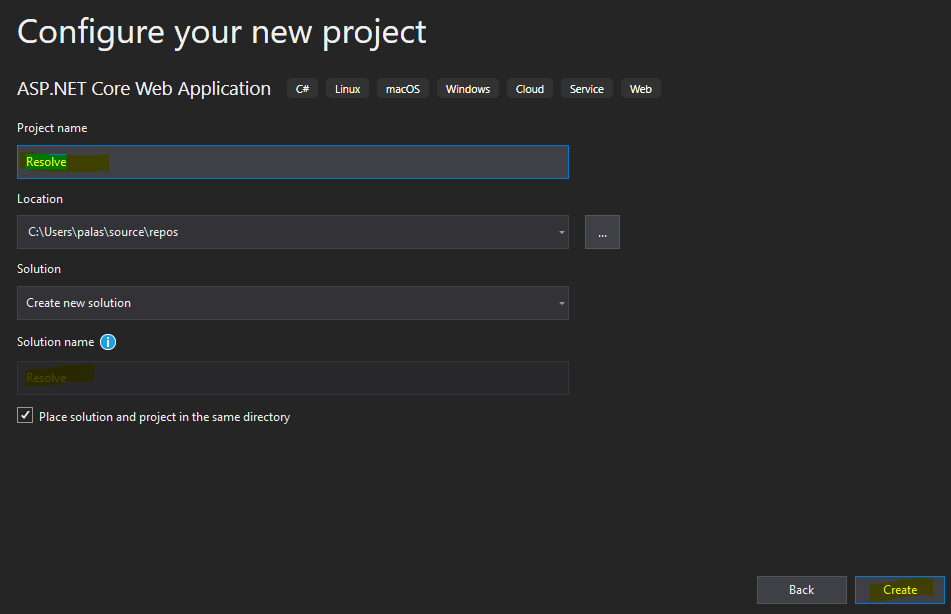 Configure your new project
ASP.NET Core Web Application C# Linux macOS Windows Cloud Service Web
Project name
Resolve
Location
C:\Users\palas\source\repos
...
Solution
Create new solution
Solution name
Resolve
Place solution and project in the same directory
Back Create